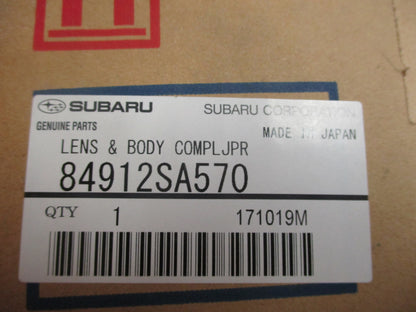 SUBARU SUBARU CORPORATION
GENUINE PARTS MADE IN JAPAN
LENS & BODY COMPLJPR
84912SA570
QTY 1 171019M